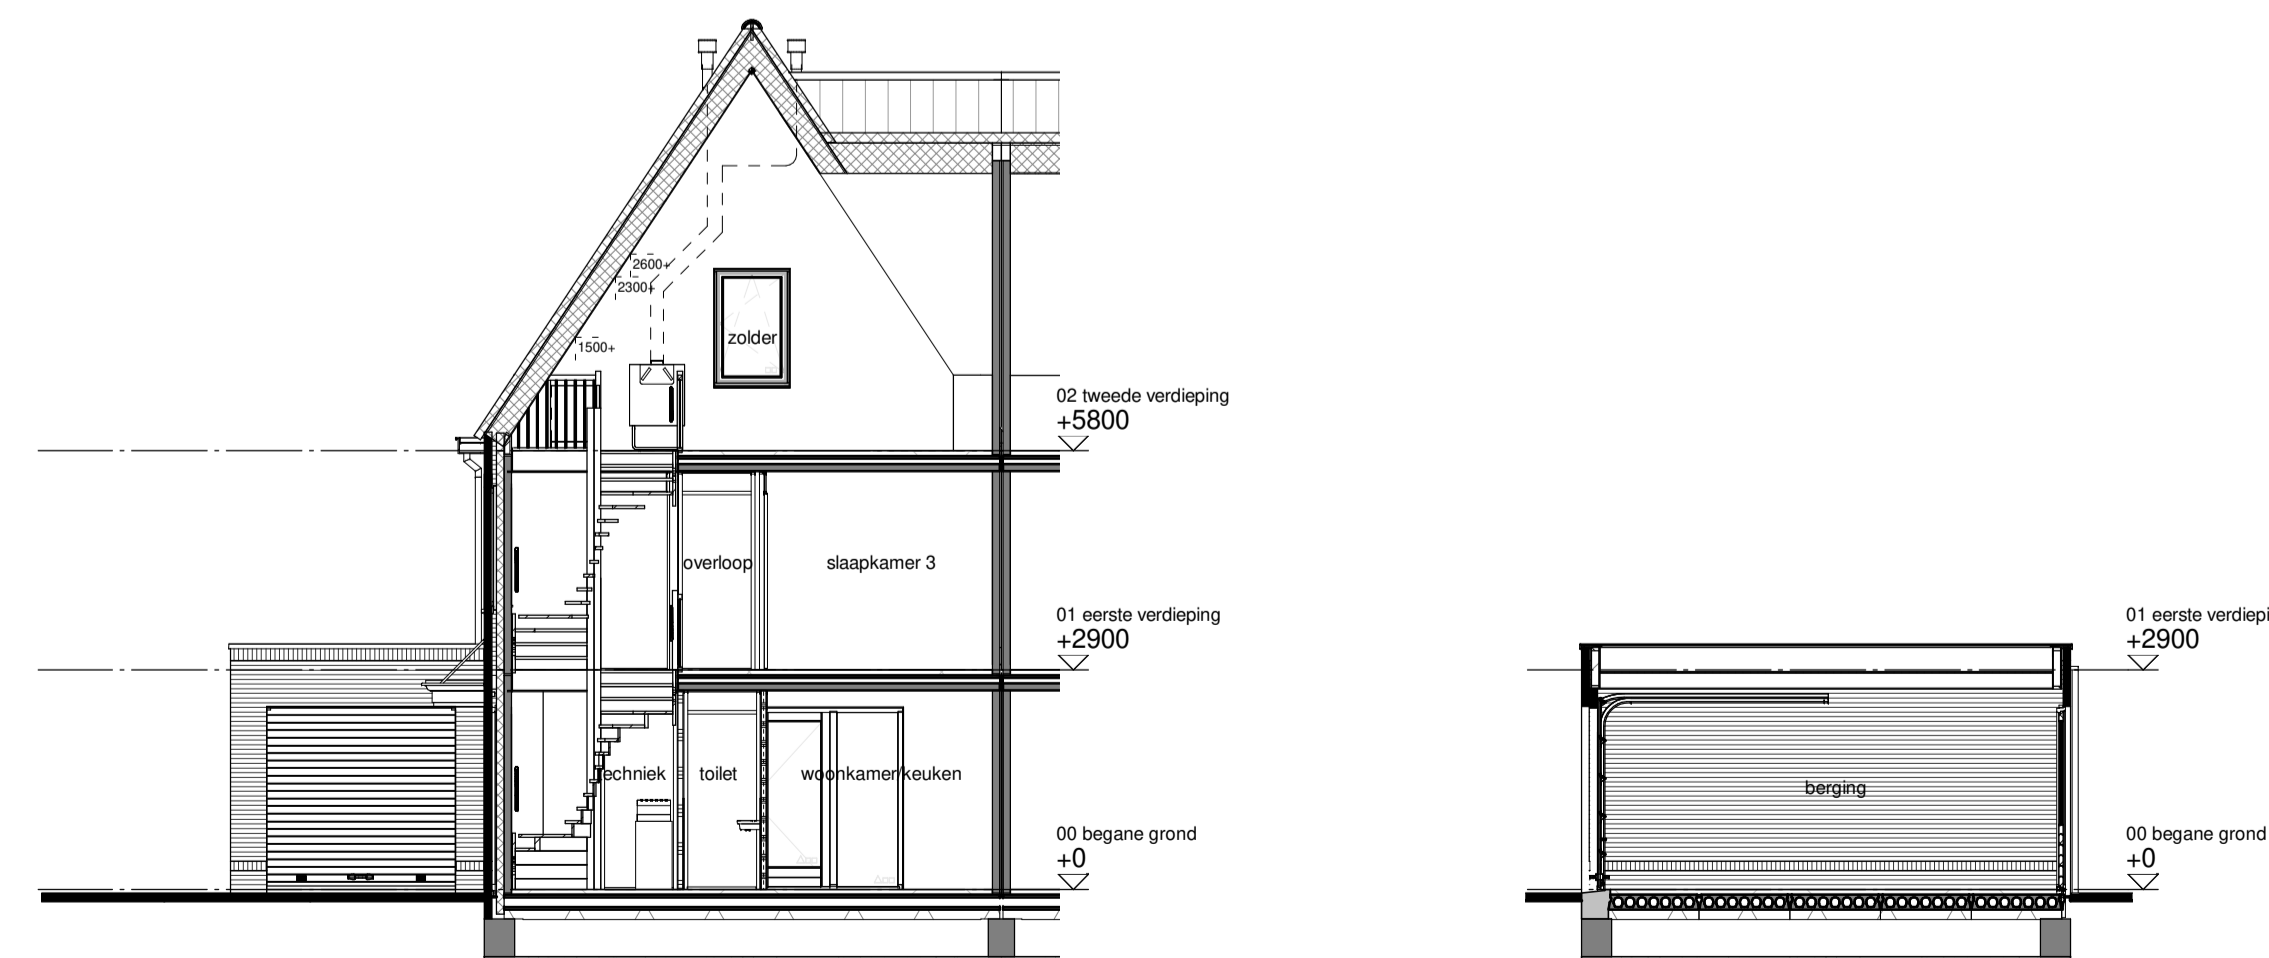 2600+
2300+
1500+
zolder
02 tweede verdieping
+5800
overloop
slaapkamer 3
01 eerste verdieping
+2900
echniek
toilet
woonkamer/keuken
00 begane grond
+0
01 eerste verdiepi
+2900
berging
00 begane grond
+0